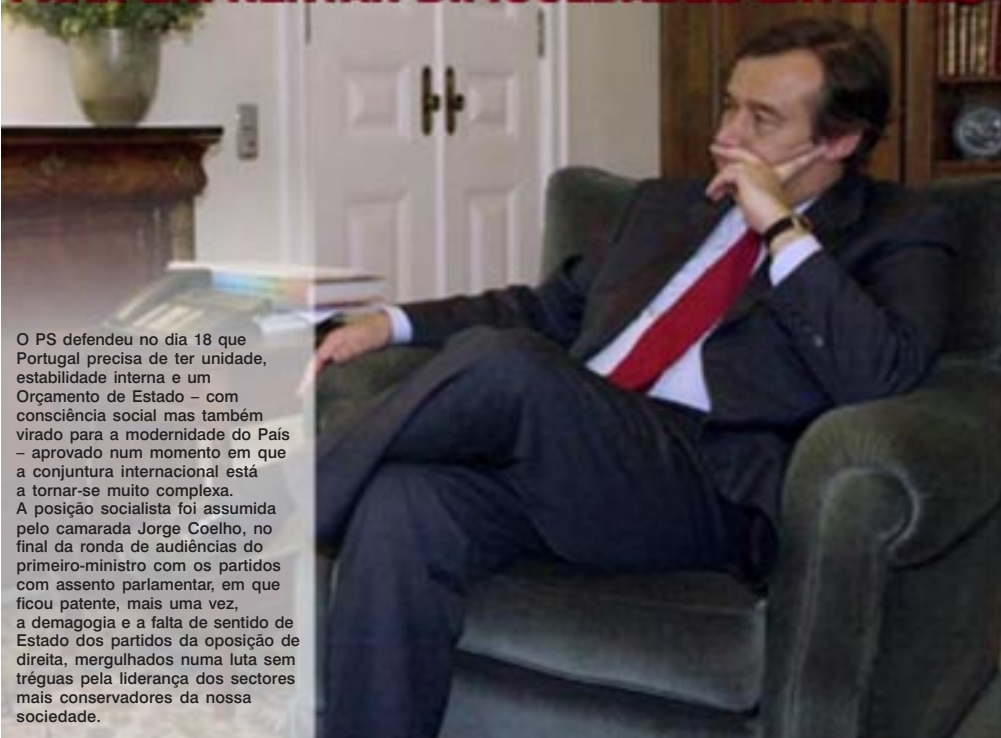 O PS defendeu no dia 18 que
Portugal precisa de ter unidade,
estabilidade interna e um
Orçamento de Estado – com
consciência social mas também
virado para a modernidade do País
– aprovado num momento em que
a conjuntura internacional está
a tornar-se muito complexa.
A posição socialista foi assumida
pelo camarada Jorge Coelho, no
final da ronda de audiências do
primeiro-ministro com os partidos
com assento parlamentar, em que
ficou patente, mais uma vez,
a demagogia e a falta de sentido de
Estado dos partidos da oposição de
direita, mergulhados numa luta sem
tréguas pela liderança dos sectores
mais conservadores da nossa
sociedade.